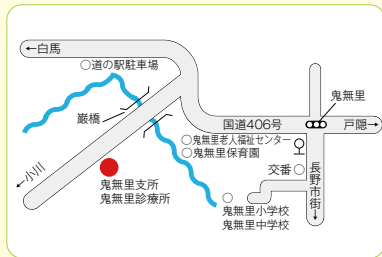 ←白馬
○道の駅駐車場
巌橋
鬼無里
国道406号
戸隠→
○鬼無里老人福祉センター
○鬼無里保育園
交番○
長野市街→
←小川
鬼無里支所
鬼無里診療所
○
鬼無里小学校
鬼無里中学校